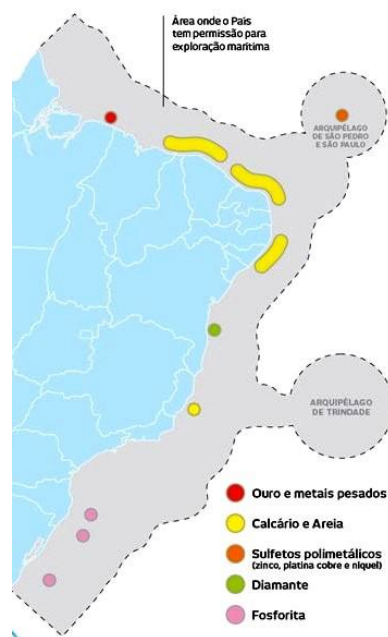 Área onde o País
tem permissão para
exploração marítima
ARQUIPÉLAGO
DE SÃO PEDRO
E SÃO PAULO
ARQUIPÉLAGO
DE TRINDADE
Ouro e metais pesados
Calcário e Areia
Sulfetos polimetálicos
(zinco, platina cobre e níquel)
Diamante
Fosforita